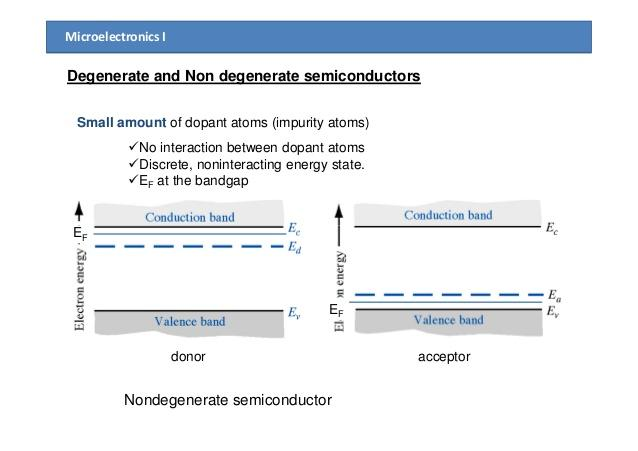 Microelectronics I
Degenerate and Non degenerate semiconductors
Small amount of dopant atoms (impurity atoms)
✓No interaction between dopant atoms
✓Discrete, noninteracting energy state.
✓EF at the bandgap
Conduction band
Ec
EF
Ed
Electron energy
Ev
Valence band
donor
Conduction band
Ec
on energy
Ea
EF
Ev
Valence band
acceptor
Nondegenerate semiconductor